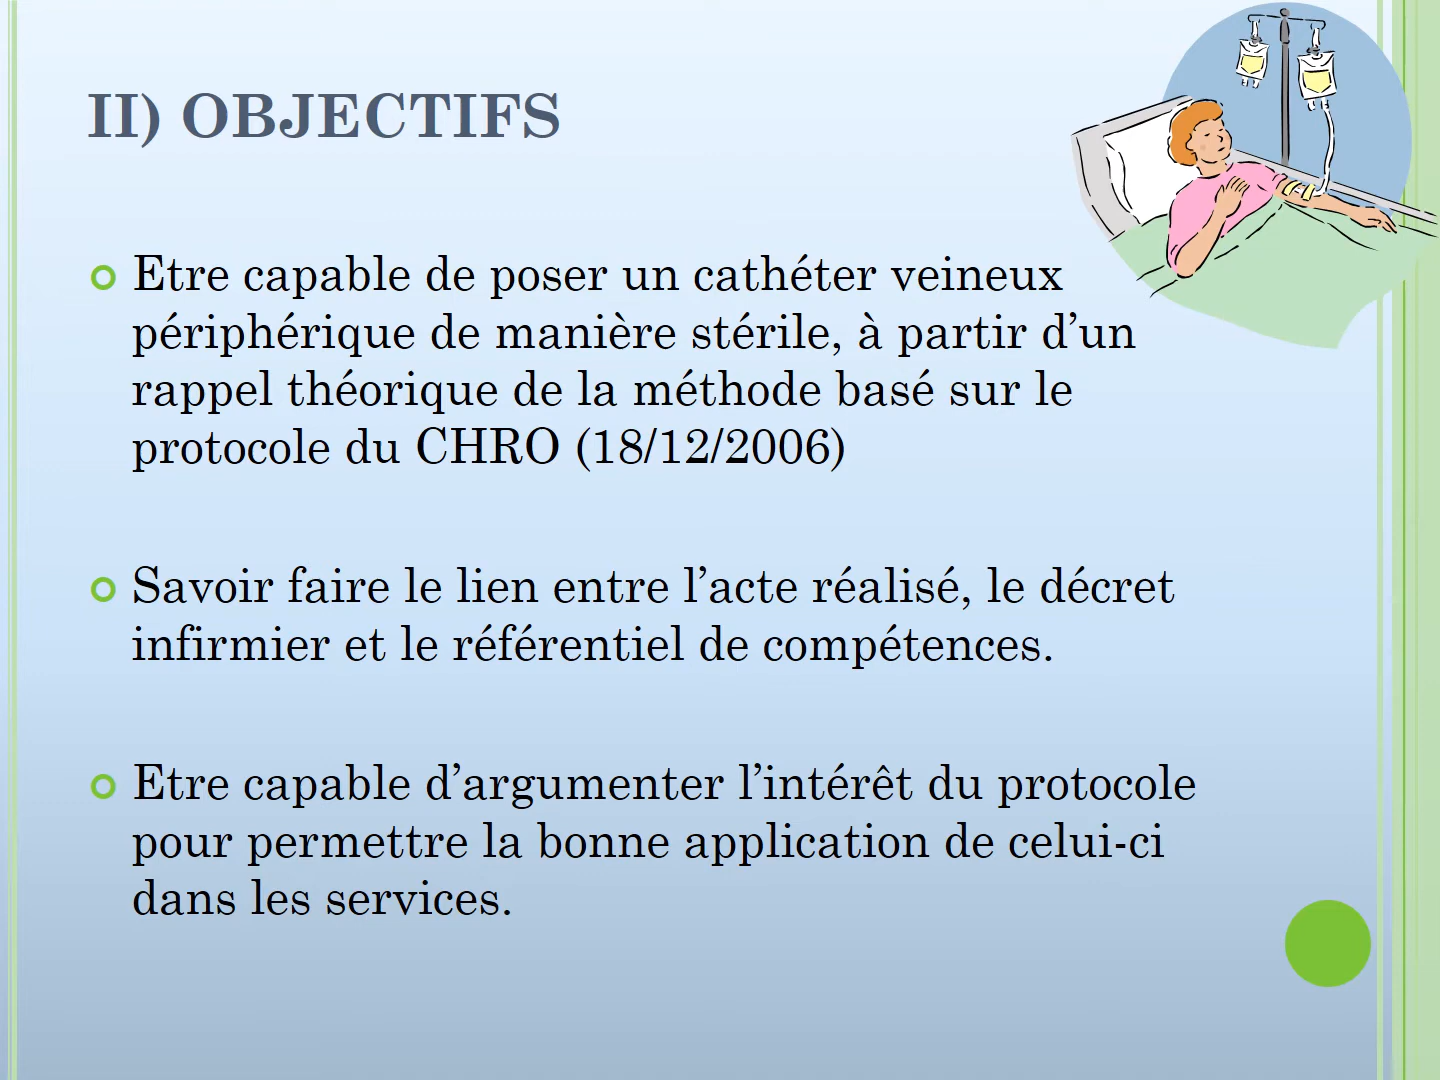 II) OBJECTIFS
Etre capable de poser un cathéter veineux
périphérique de manière stérile, à partir d’un
rappel théorique de la méthode basé sur le
protocole du CHRO (18/12/2006)
Savoir faire le lien entre l’acte réalisé, le décret
infirmier et le référentiel de compétences.
Etre capable d’argumenter l’intérêt du protocole
pour permettre la bonne application de celui-ci
dans les services.